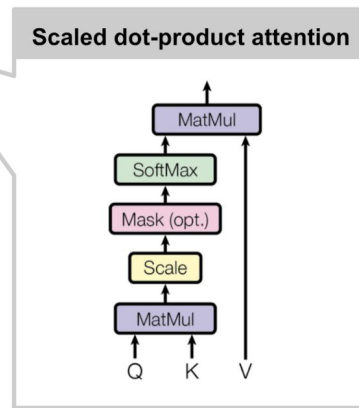 Scaled dot-product attention
MatMul
SoftMax
Mask (opt.)
Scale
MatMul
Q K V